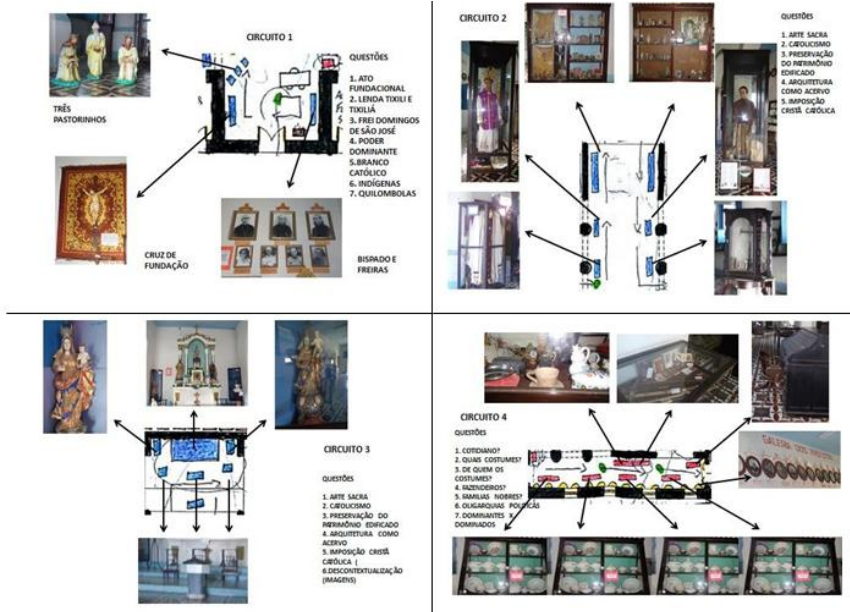 CIRCUITO 1
QUESTÕES
1. ATO
FUNDACIONAL
2. LENDA TIXILI E
TIXILIÁ
3. FREI DOMINGOS
DE SÃO JOSÉ
4. PODER
DOMINANTE
5.BRANCO
CATÓLICO
6. INDÍGENAS
7. QUILOMBOLAS
TRÊS
PASTORINHOS
CRUZ DE
FUNDAÇÃO
BISPADO E
FREIRAS
CIRCUITO 2
QUESTÕES
1. ARTE SACRA
2. CATOLICISMO
3. PRESERVAÇÃO
DO PATRIMÔNIO
EDIFICADO
4. ARQUITETURA
COMO ACERVO
5. IMPOSIÇÃO
CRISTÃ CATÓLICA
CIRCUITO 3
QUESTÕES
1. ARTE SACRA
2. CATOLICISMO
3. PRESERVAÇÃO DO
PATRIMÔNIO EDIFICADO
4. ARQUITETURA COMO
ACERVO
5. IMPOSIÇÃO CRISTÃ
CATÓLICA (
6.DESCONTEXTUALIZAÇÃO
(IMAGENS)
CIRCUITO 4
QUESTÕES
1. COTIDIANO?
2. QUAIS COSTUMES?
3. DE QUEM OS
COSTUMES?
4. FAZENDEIROS?
5. FAMILIAS NOBRES?
6. OLIGARQUIAS POLITICAS
7. DOMINANTES X
DOMINADOS
GALERIA DOS